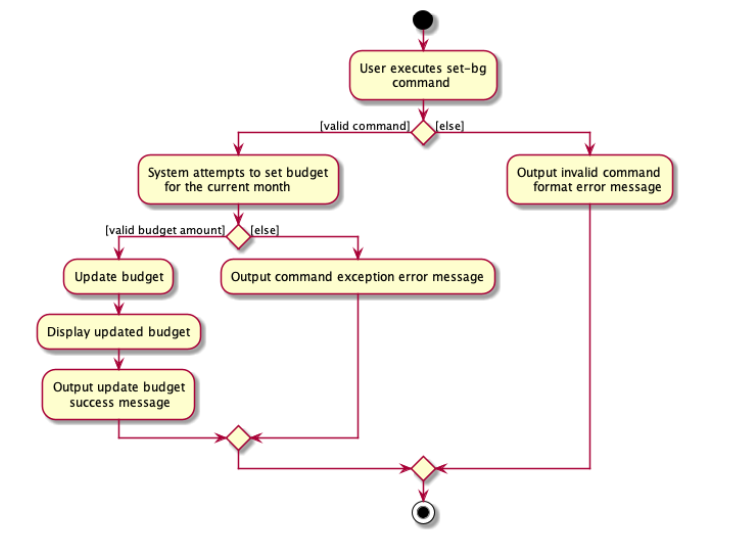 User executes set-bg
command
[valid command]
[else]
System attempts to set budget
for the current month
Output invalid command
format error message
[valid budget amount]
[else]
Update budget
Output command exception error message
Display updated budget
Output update budget
success message